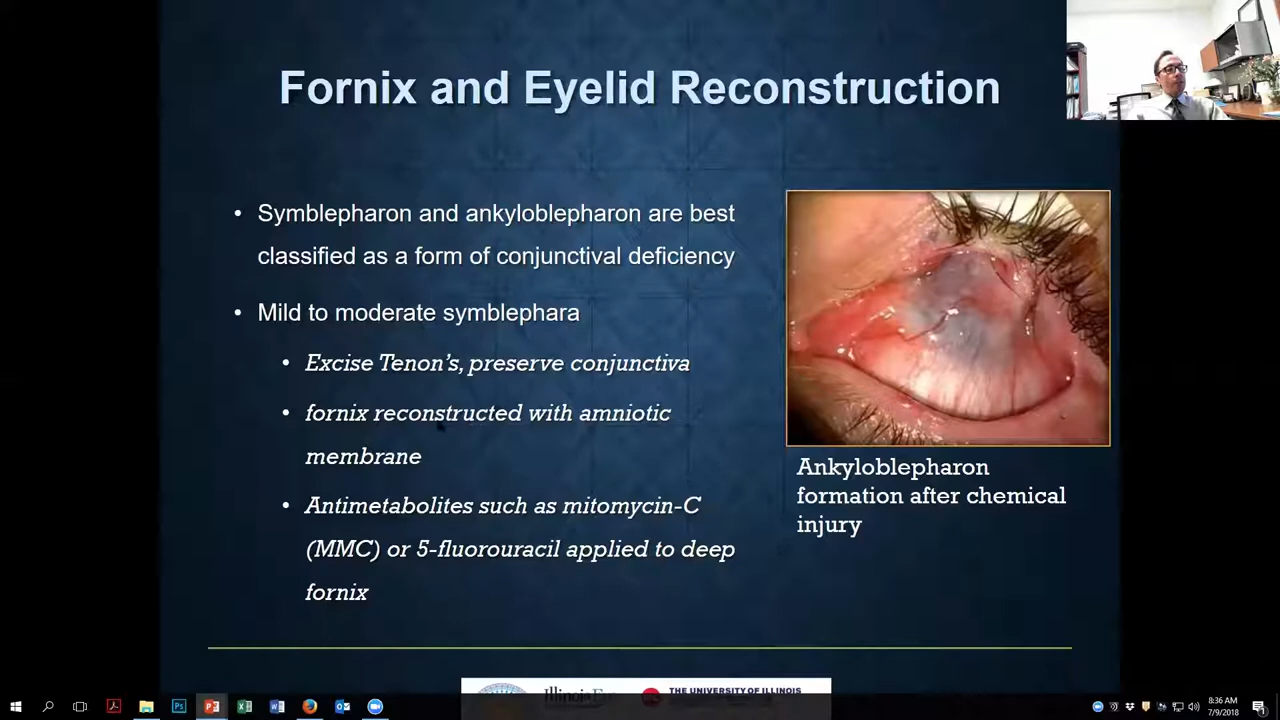 Fornix and Eyelid Reconstruction
• Symblepharon and ankyloblepharon are best
classified as a form of conjunctival deficiency
• Mild to moderate symblephara
• Excise Tenon's, preserve conjunctiva
• fornix reconstructed with amniotic
membrane
• Antimetabolites such as mitomycin-C
(MMC) or 5-fluorouracil applied to deep
fornix
Ankyloblepharon
formation after chemical
injury
THE UNIVERSITY OF ILLINOIS
8:36 AM
7/9/2018